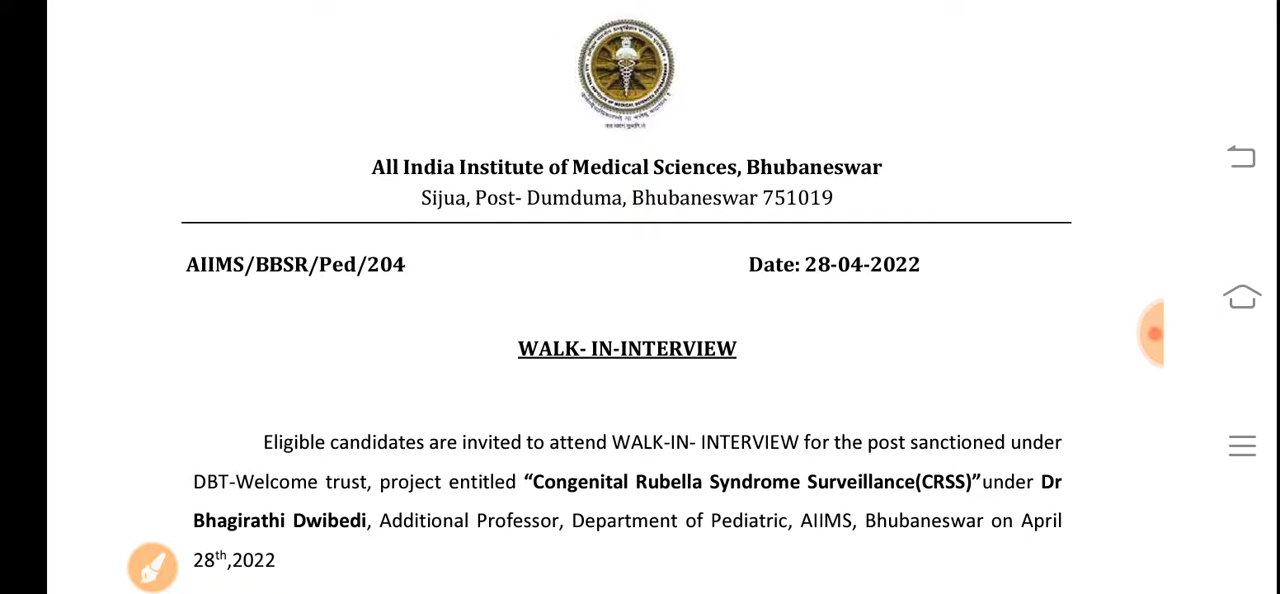 All India Institute of Medical Sciences, Bhubaneswar
Sijua, Post- Dumduma, Bhubaneswar 751019
AIIMS/BBSR/Ped/204 Date: 28-04-2022
WALK- IN-INTERVIEW
Eligible candidates are invited to attend WALK-IN- INTERVIEW for the post sanctioned under
DBT-Welcome trust, project entitled “Congenital Rubella Syndrome Surveillance(CRSS)”under Dr
Bhagirathi Dwibedi, Additional Professor, Department of Pediatric, AIIMS, Bhubaneswar on April
28th,2022